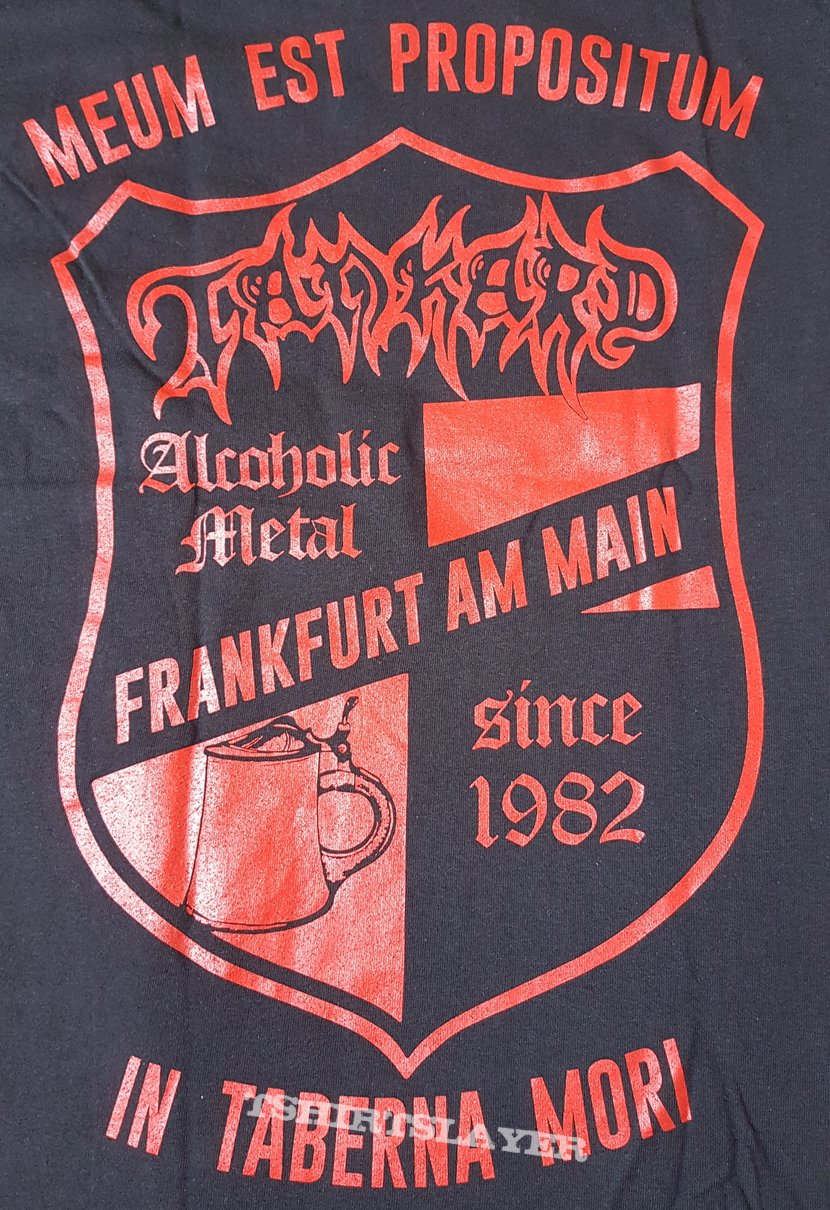 MEUM EST PROPOSITUM
TANKARD
Alcoholic
Metal
FRANKFURT AM MAIN
since
1982
IN TABERNA MORI
TSHIRTSLAYER